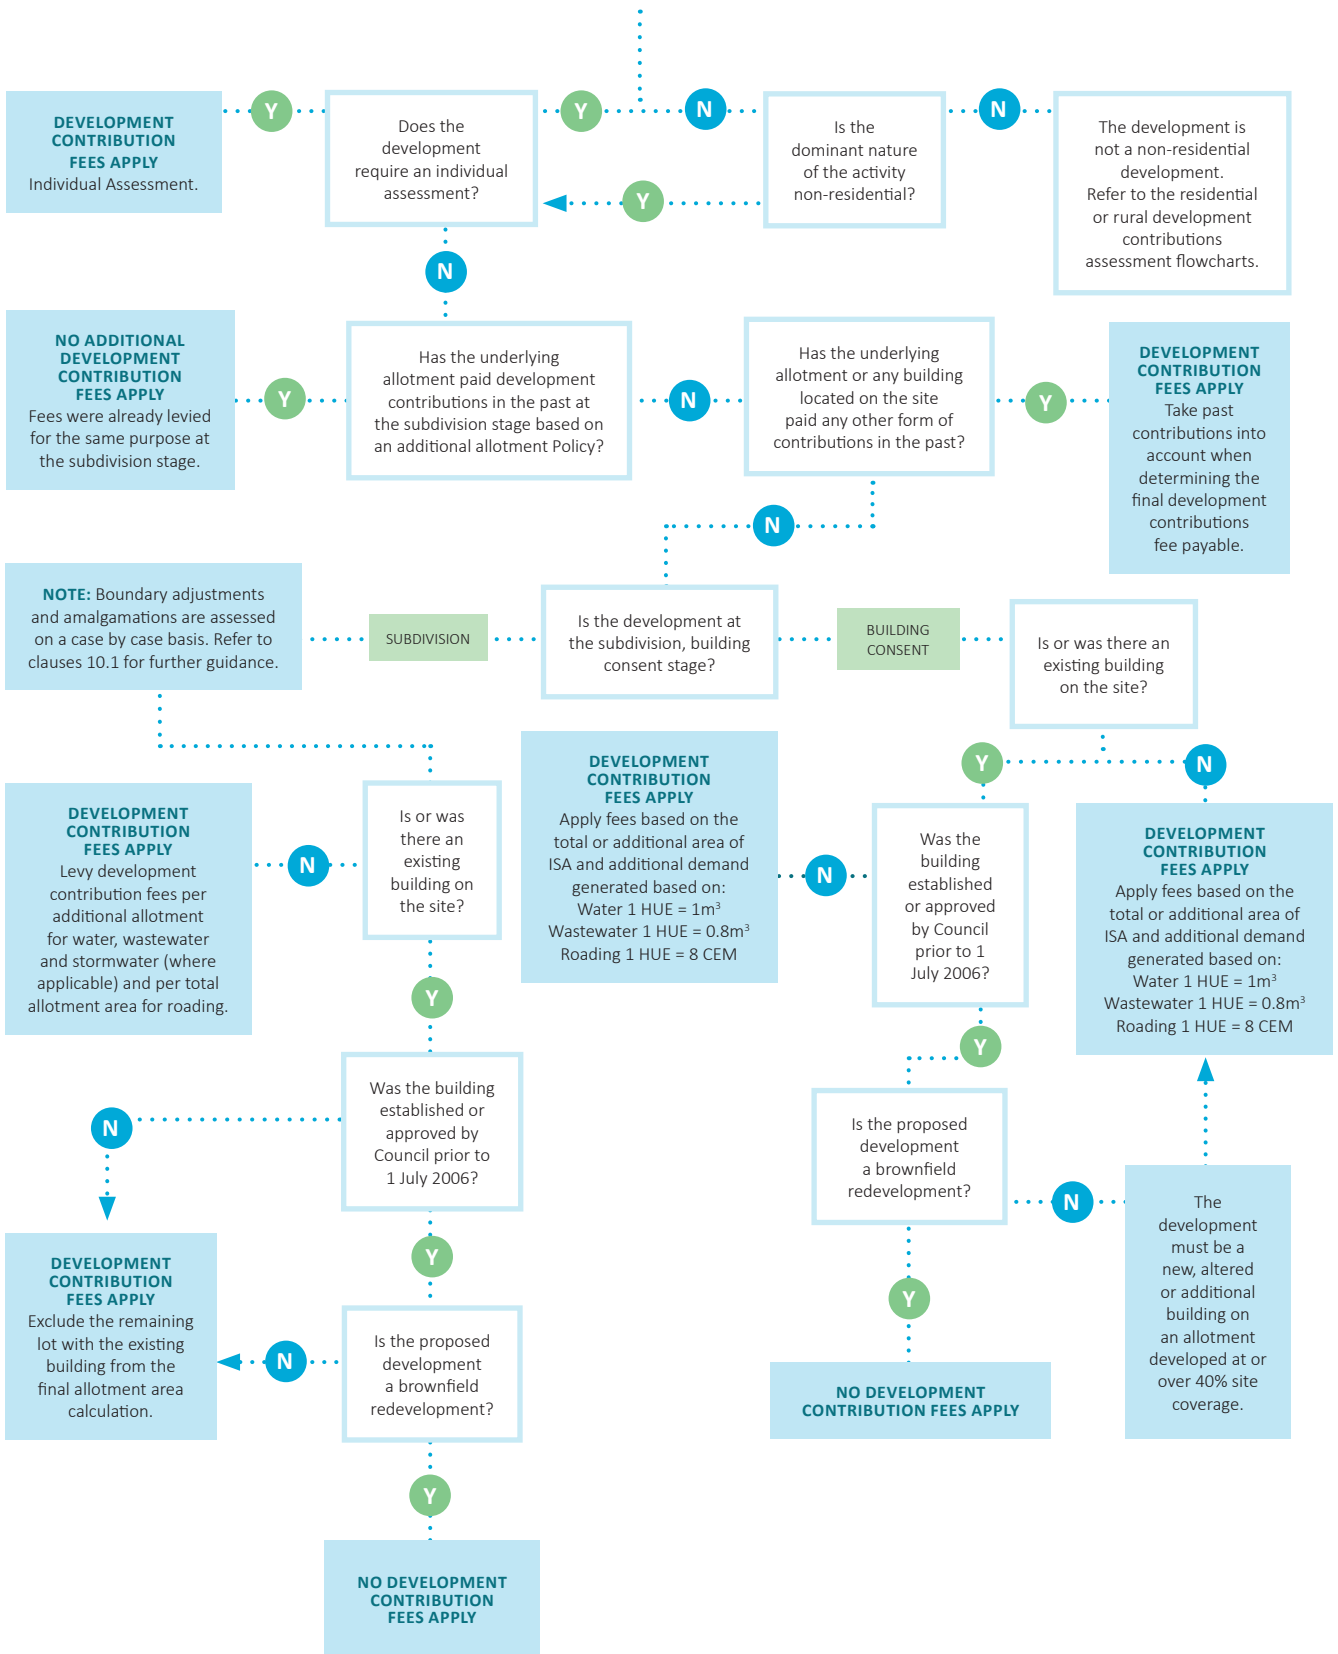 DEVELOPMENT
CONTRIBUTION
FEES APPLY
Individual Assessment.
Y
Does the
development
require an individual
assessment?
Y
N
Is the
dominant nature
of the activity
non-residential?
N
The development is
not a non-residential
development.
Refer to the residential
or rural development
contributions
assessment flowcharts.
Y
N
NO ADDITIONAL
DEVELOPMENT
CONTRIBUTION
FEES APPLY
Fees were already levied
for the same purpose at
the subdivision stage.
Y
Has the underlying
allotment paid development
contributions in the past at
the subdivision stage based on
an additional allotment Policy?
N
Has the underlying
allotment or any building
located on the site
paid any other form of
contributions in the past?
Y
DEVELOPMENT
CONTRIBUTION
FEES APPLY
Take past
contributions into
account when
determining the
final development
contributions
fee payable.
N
NOTE: Boundary adjustments
and amalgamations are assessed
on a case by case basis. Refer to
clauses 10.1 for further guidance.
SUBDIVISION
Is the development at
the subdivision, building
consent stage?
BUILDING
CONSENT
Is or was there an
existing building
on the site?
Y
N
DEVELOPMENT
CONTRIBUTION
FEES APPLY
Levy development
contribution fees per
additional allotment
for water, wastewater
and stormwater (where
applicable) and per total
allotment area for roading.
N
Is or was
there an
existing
building on
the site?
DEVELOPMENT
CONTRIBUTION
FEES APPLY
Apply fees based on the
total or additional area of
ISA and additional demand
generated based on:
Water 1 HUE = 1m³
Wastewater 1 HUE = 0.8m³
Roading 1 HUE = 8 CEM
N
Was the
building
established
or approved
by Council
prior to 1
July 2006?
DEVELOPMENT
CONTRIBUTION
FEES APPLY
Apply fees based on the
total or additional area of
ISA and additional demand
generated based on:
Water 1 HUE = 1m³
Wastewater 1 HUE = 0.8m³
Roading 1 HUE = 8 CEM
Y
Y
N
Was the building
established or
approved by
Council prior to
1 July 2006?
Is the proposed
development
a brownfield
redevelopment?
N
The
development
must be a
new, altered
or additional
building on
an allotment
developed at or
over 40% site
coverage.
Y
Y
DEVELOPMENT
CONTRIBUTION
FEES APPLY
Exclude the remaining
lot with the existing
building from the
final allotment area
calculation.
N
Is the proposed
development
a brownfield
redevelopment?
NO DEVELOPMENT
CONTRIBUTION FEES APPLY
Y
NO DEVELOPMENT
CONTRIBUTION
FEES APPLY